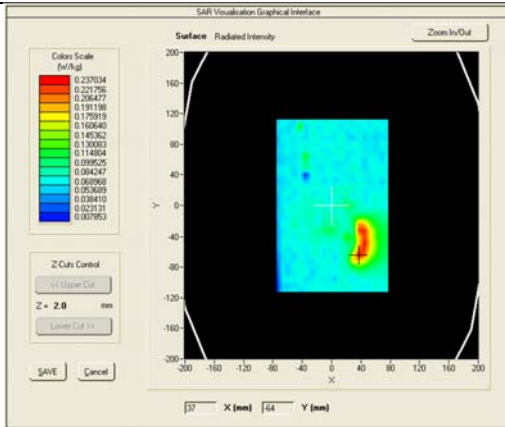 SAR Visualisation Graphical Interface
Surface Radiated Intensity
Zoom In/Out
Colors Scale
(W/kg)
0.237034
0.221756
0.206477
0.191198
0.175919
0.160640
0.145362
0.130083
0.114804
0.099525
0.084247
0.068968
0.053689
0.038410
0.023131
0.007853
Z-Cuts Control
<< Upper Cut
Z = 2.0 mm
Lower Cut >>
SAVE Cancel
200
160
120
80
40
0
-40
-80
-120
-160
-200
Y
-200 -160 -120 -80 -40 0 40 80 120 160 200
X
37 X (mm) -64 Y (mm)